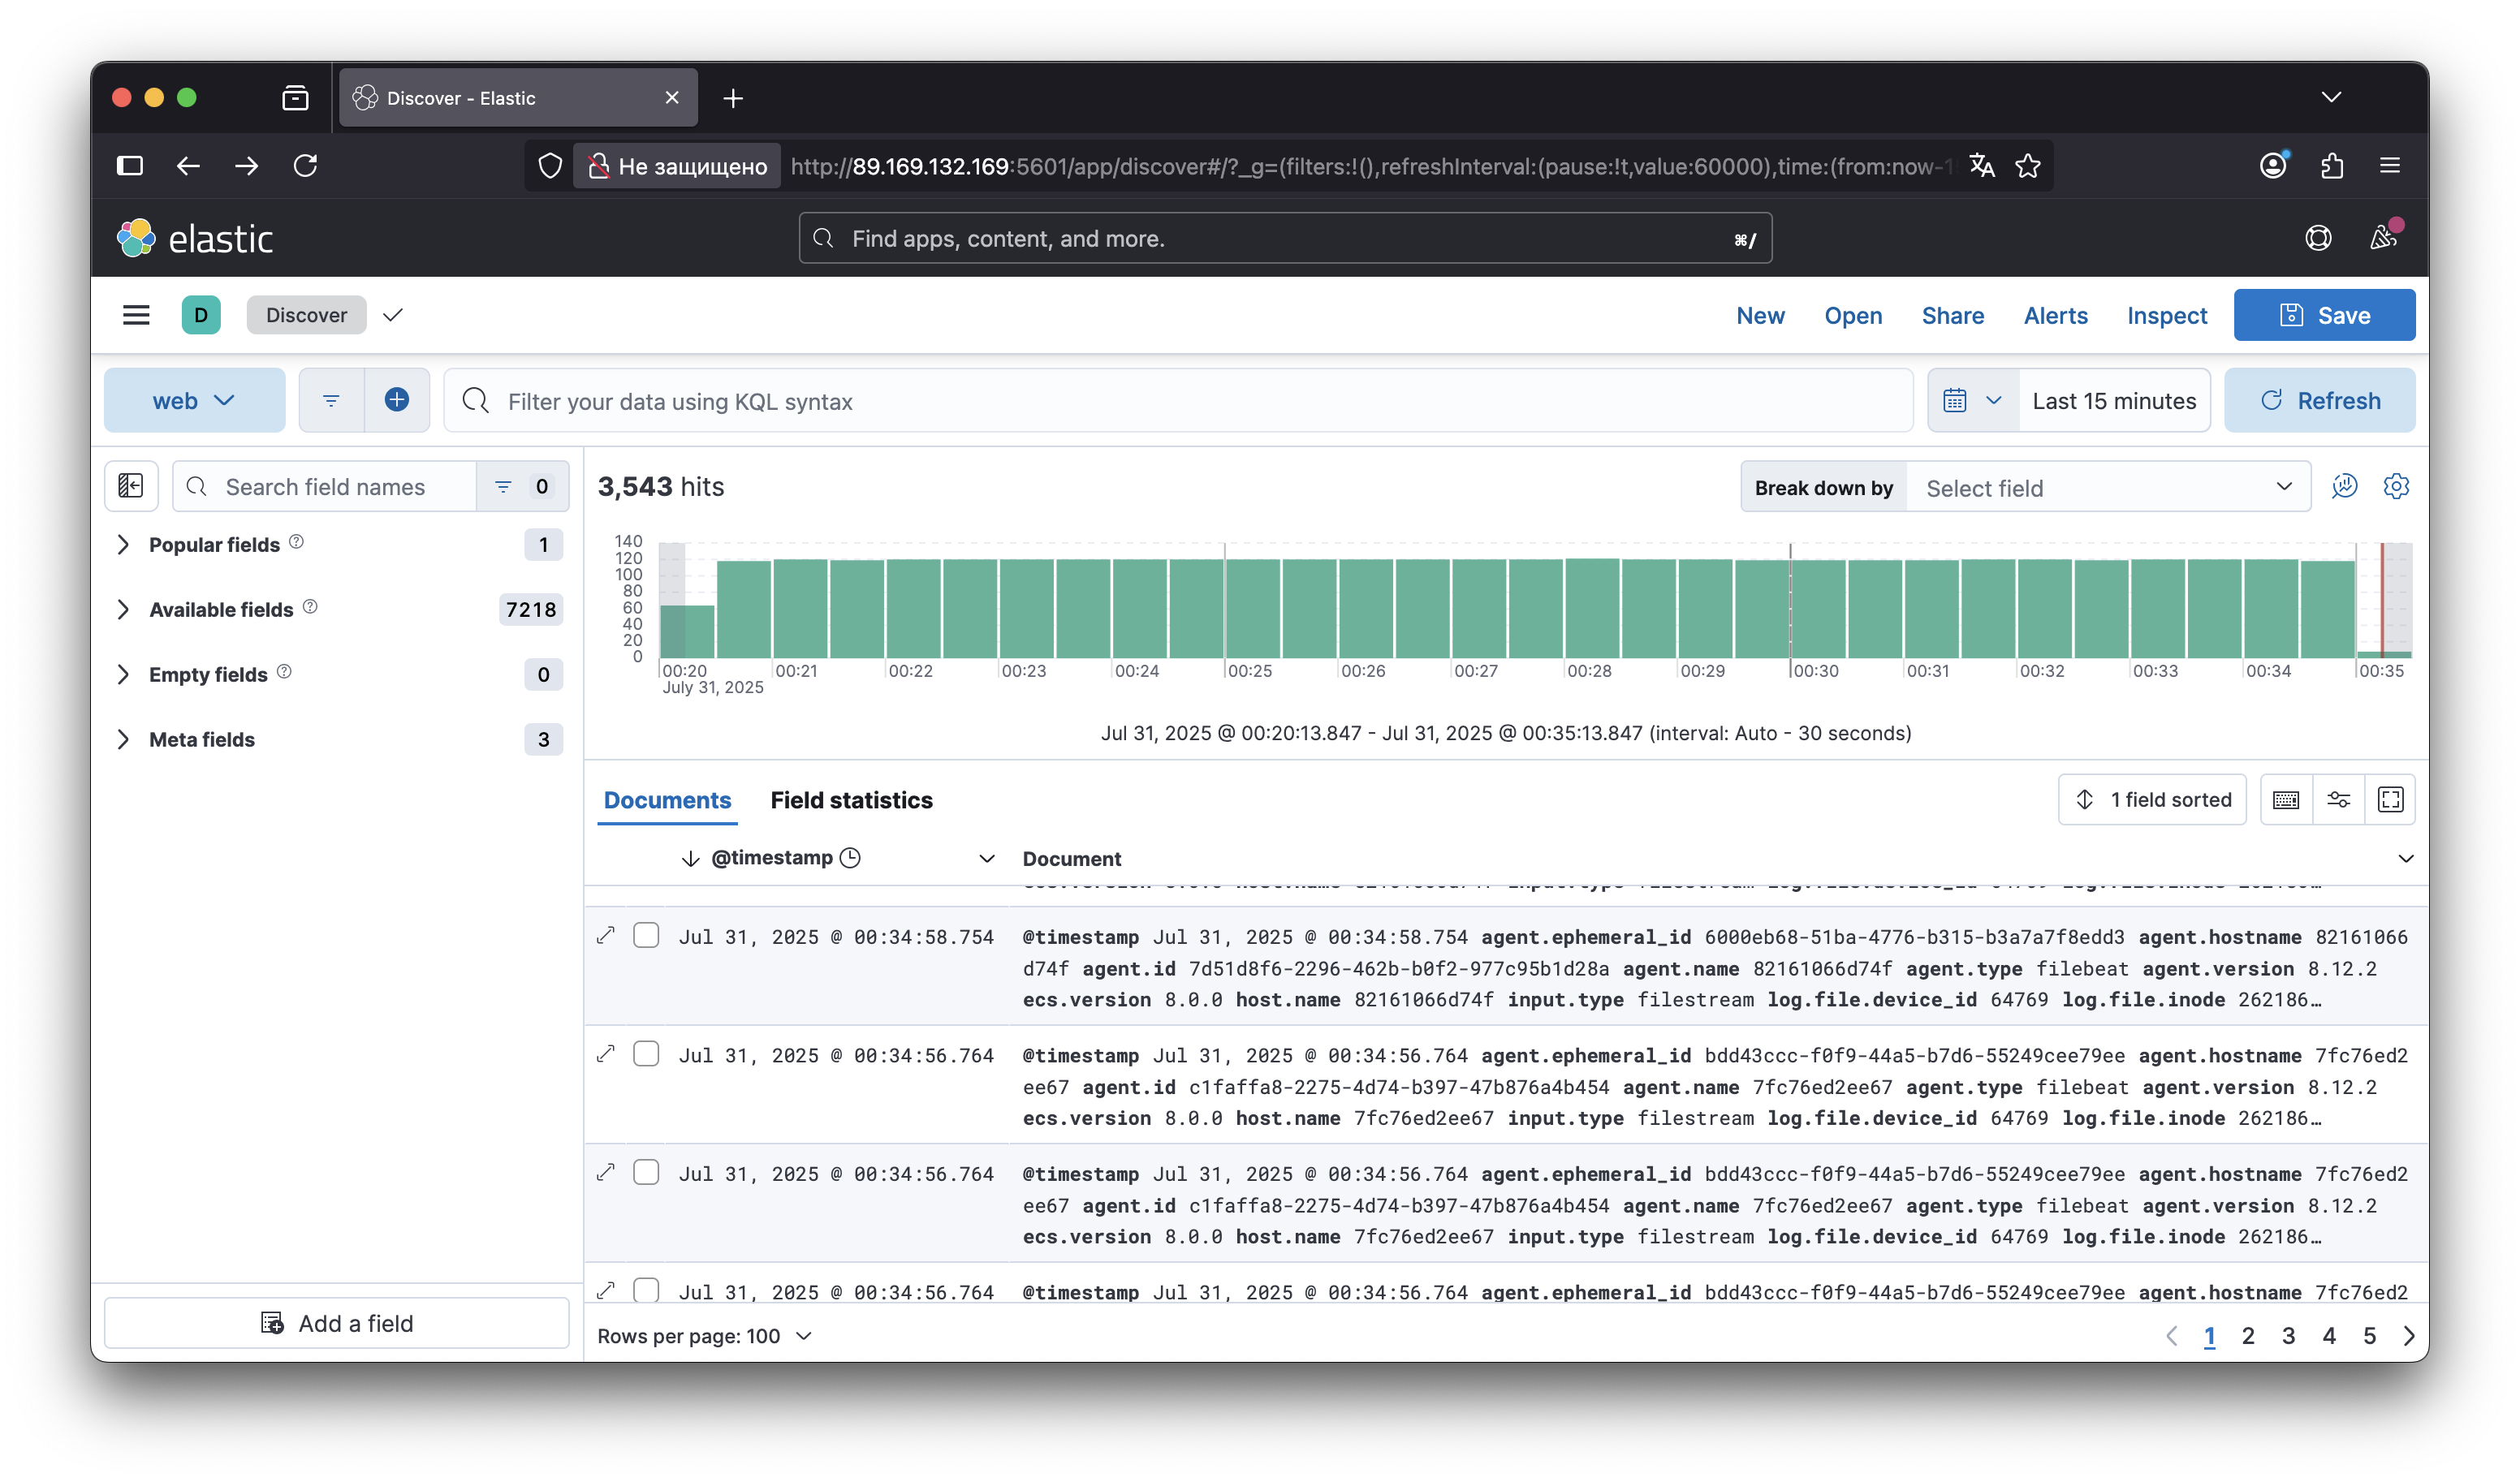 Discover - Elastic
Не защищено http://89.169.132.169:5601/app/discover#/?_g=(filters:!(),refreshInterval:(pause:!t,value:60000),time:(from:now-1
elastic
Find apps, content, and more.
⌘/
D Discover
New Open Share Alerts Inspect Save
web
Filter your data using KQL syntax
Last 15 minutes
Refresh
Search field names
0
Popular fields 1
Available fields 7218
Empty fields 0
Meta fields 3
Add a field
3,543 hits
Break down by Select field
140
120
100
80
60
40
20
0
00:20 00:21 00:22 00:23 00:24 00:25 00:26 00:27 00:28 00:29 00:30 00:31 00:32 00:33 00:34 00:35
July 31, 2025
Jul 31, 2025 @ 00:20:13.847 - Jul 31, 2025 @ 00:35:13.847 (interval: Auto - 30 seconds)
Documents Field statistics
1 field sorted
@timestamp Document
Jul 31, 2025 @ 00:34:58.754 @timestamp Jul 31, 2025 @ 00:34:58.754 agent.ephemeral_id 6000eb68-51ba-4776-b315-b3a7a7f8edd3 agent.hostname 82161066
d74f agent.id 7d51d8f6-2296-462b-b0f2-977c95b1d28a agent.name 82161066d74f agent.type filebeat agent.version 8.12.2
ecs.version 8.0.0 host.name 82161066d74f input.type filestream log.file.device_id 64769 log.file.inode 262186…
Jul 31, 2025 @ 00:34:56.764 @timestamp Jul 31, 2025 @ 00:34:56.764 agent.ephemeral_id bdd43ccc-f0f9-44a5-b7d6-55249cee79ee agent.hostname 7fc76ed2
ee67 agent.id c1faffa8-2275-4d74-b397-47b876a4b454 agent.name 7fc76ed2ee67 agent.type filebeat agent.version 8.12.2
ecs.version 8.0.0 host.name 7fc76ed2ee67 input.type filestream log.file.device_id 64769 log.file.inode 262186…
Jul 31, 2025 @ 00:34:56.764 @timestamp Jul 31, 2025 @ 00:34:56.764 agent.ephemeral_id bdd43ccc-f0f9-44a5-b7d6-55249cee79ee agent.hostname 7fc76ed2
ee67 agent.id c1faffa8-2275-4d74-b397-47b876a4b454 agent.name 7fc76ed2ee67 agent.type filebeat agent.version 8.12.2
ecs.version 8.0.0 host.name 7fc76ed2ee67 input.type filestream log.file.device_id 64769 log.file.inode 262186…
Jul 31, 2025 @ 00:34:56.764 @timestamp Jul 31, 2025 @ 00:34:56.764 agent.ephemeral_id bdd43ccc-f0f9-44a5-b7d6-55249cee79ee agent.hostname 7fc76ed2
Rows per page: 100
1 2 3 4 5